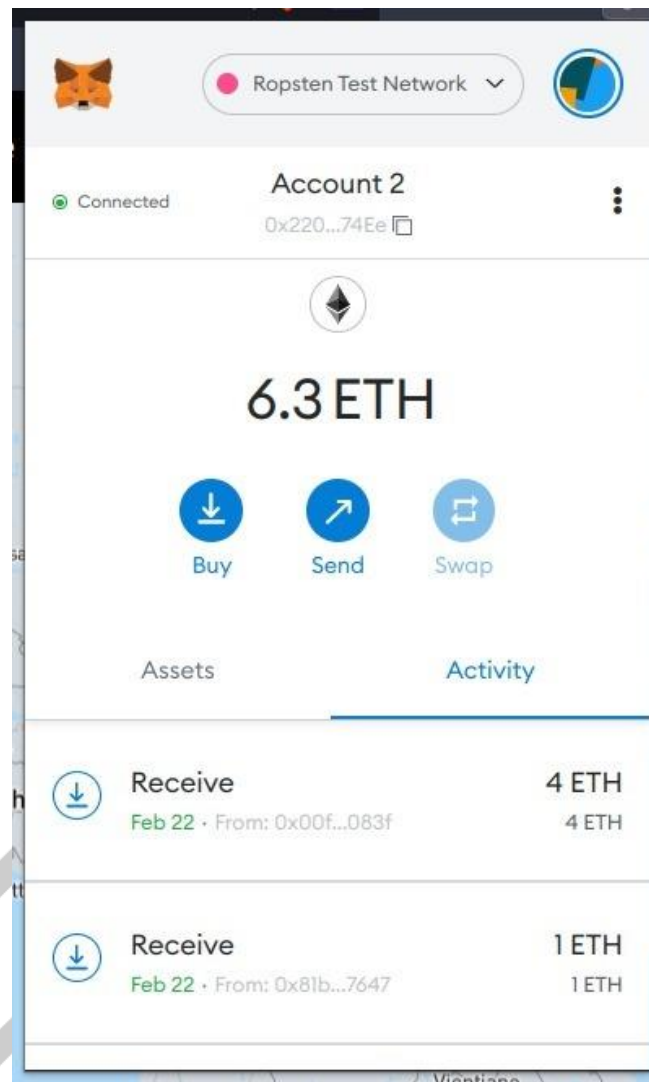 Ropsten Test Network
Connected
Account 2
0x220...74Ee
6.3 ETH
Buy
Send
Swap
Assets
Activity
Receive
4 ETH
Feb 22 · From: 0x00f...083f
4 ETH
Receive
1 ETH
Feb 22 · From: 0x81b...7647
1 ETH
Vientiane